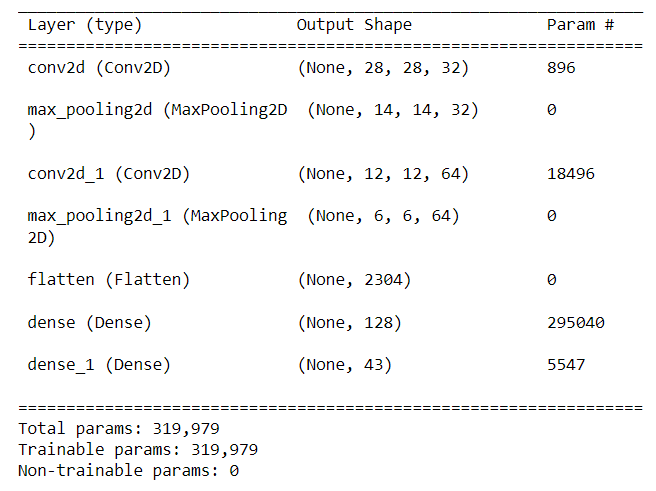 Layer (type) Output Shape Param #
=================================================================
conv2d (Conv2D) (None, 28, 28, 32) 896
max_pooling2d (MaxPooling2D (None, 14, 14, 32) 0
)
conv2d_1 (Conv2D) (None, 12, 12, 64) 18496
max_pooling2d_1 (MaxPooling (None, 6, 6, 64) 0
2D)
flatten (Flatten) (None, 2304) 0
dense (Dense) (None, 128) 295040
dense_1 (Dense) (None, 43) 5547
=================================================================
Total params: 319,979
Trainable params: 319,979
Non-trainable params: 0